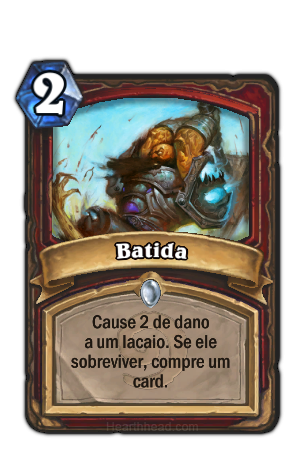 2
Batida
Cause 2 de dano
a um lacaio. Se ele
sobreviver, compre um
card.
Hearthhead.com